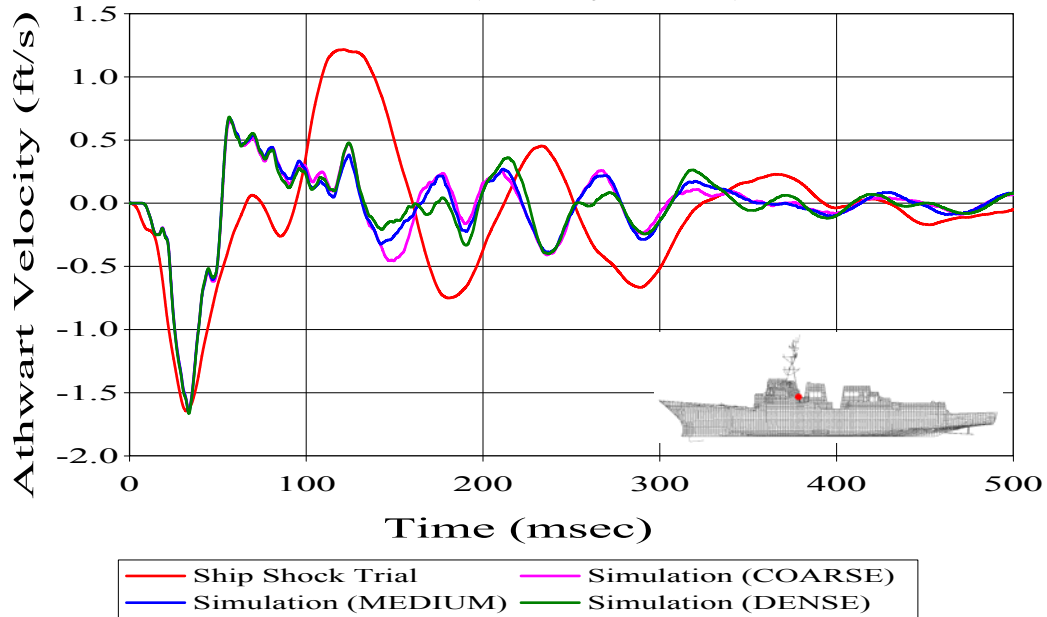 1.5
1.0
0.5
0.0
-0.5
-1.0
-1.5
-2.0
Athwart Velocity (ft/s)
0 100 200 300 400 500
Time (msec)
Ship Shock Trial Simulation (COARSE)
Simulation (MEDIUM) Simulation (DENSE)